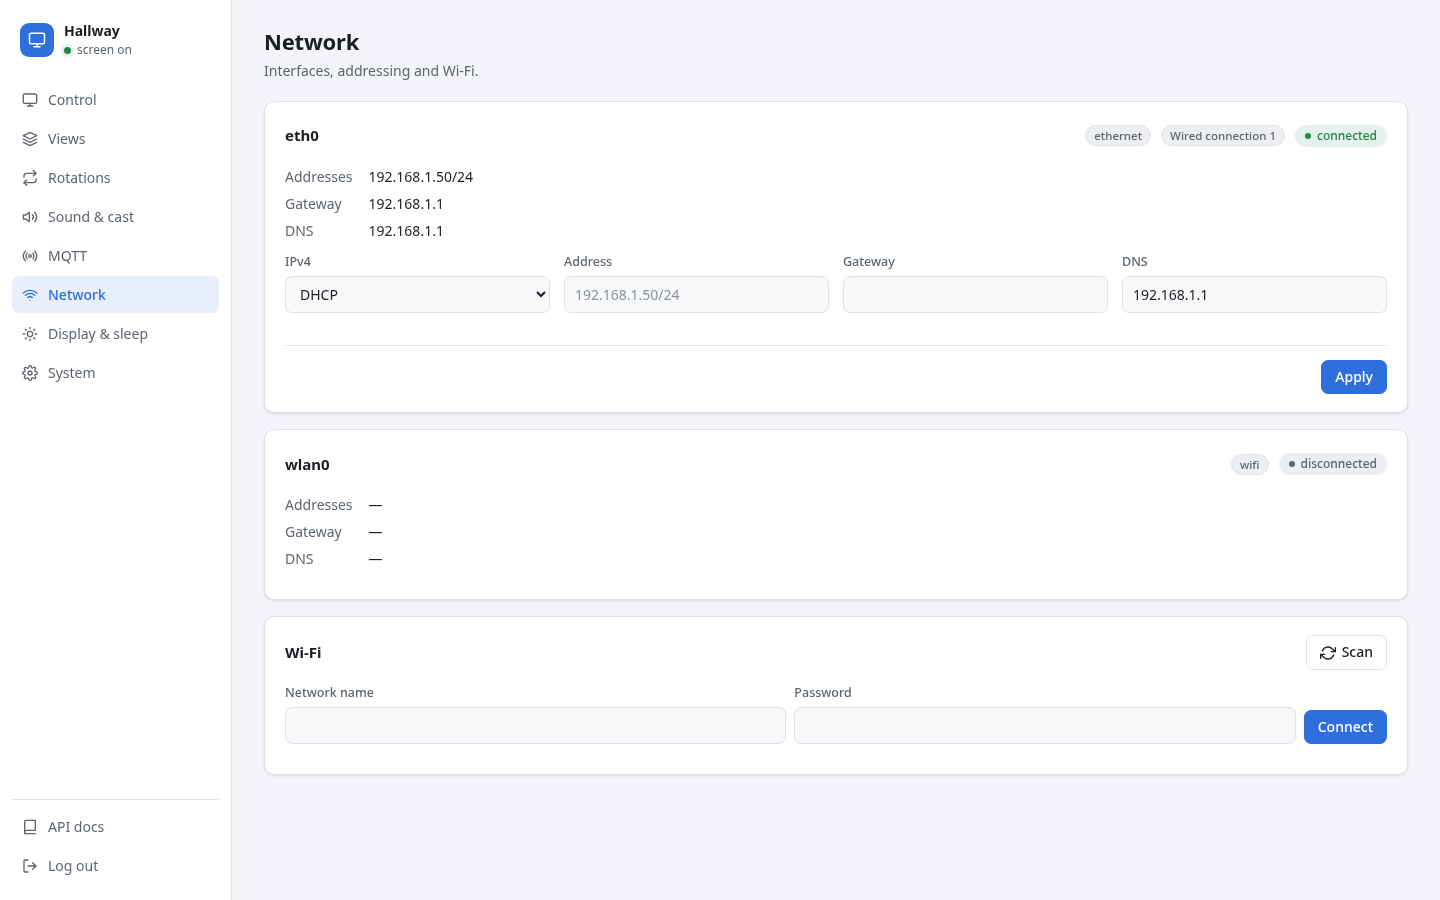 Hallway
screen on
Control
Views
Rotations
Sound & cast
MQTT
Network
Display & sleep
System
API docs
Log out
Network
Interfaces, addressing and Wi-Fi.
eth0
ethernet
Wired connection 1
connected
Addresses 192.168.1.50/24
Gateway 192.168.1.1
DNS 192.168.1.1
IPv4 Address Gateway DNS
DHCP 192.168.1.50/24 192.168.1.1
Apply
wlan0
wifi
disconnected
Addresses —
Gateway —
DNS —
Wi-Fi
Scan
Network name Password
Connect